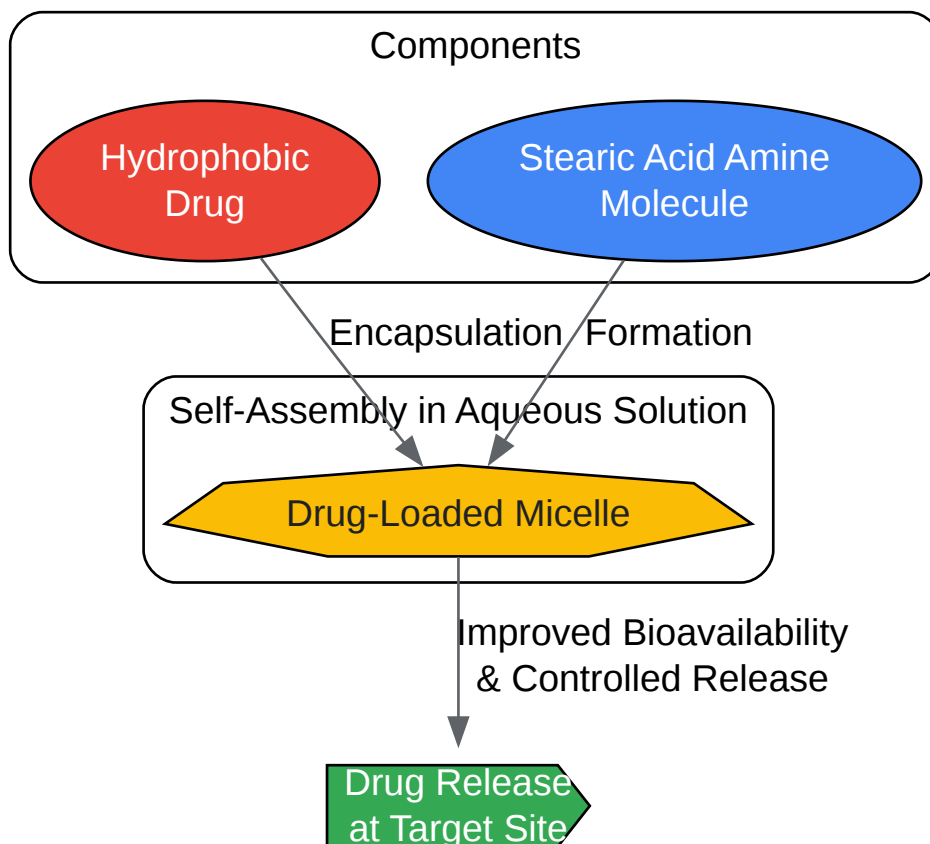 Components
Hydrophobic
Drug
Stearic Acid Amine
Molecule
Encapsulation
Formation
Self-Assembly in Aqueous Solution
Drug-Loaded Micelle
Improved Bioavailability
& Controlled Release
Drug Release
at Target Site